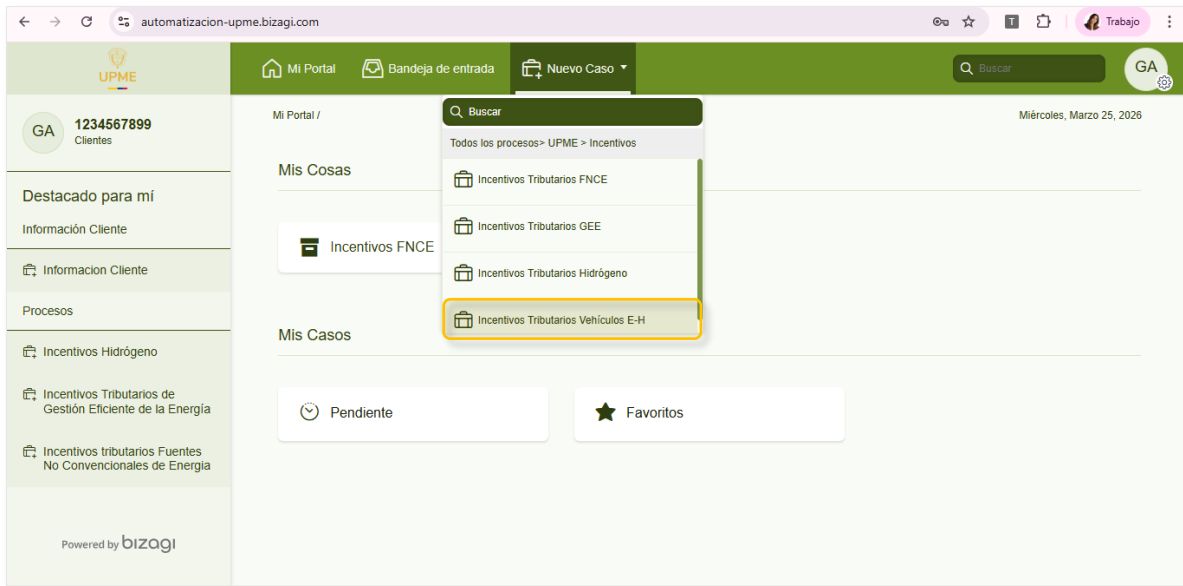 automatizacion-upme.bizagi.com
T
Trabajo
UPME
Mi Portal
Bandeja de entrada
Nuevo Caso
Buscar
GA
GA
1234567899
Clientes
Mi Portal /
Miércoles, Marzo 25, 2026
Buscar
Todos los procesos> UPME > Incentivos
Incentivos Tributarios FNCE
Incentivos Tributarios GEE
Incentivos Tributarios Hidrógeno
Incentivos Tributarios Vehículos E-H
Destacado para mí
Información Cliente
Informacion Cliente
Procesos
Incentivos Hidrógeno
Incentivos Tributarios de
Gestión Eficiente de la Energía
Incentivos tributarios Fuentes
No Convencionales de Energia
Powered by bizagi
Mis Cosas
Incentivos FNCE
Mis Casos
Pendiente
Favoritos